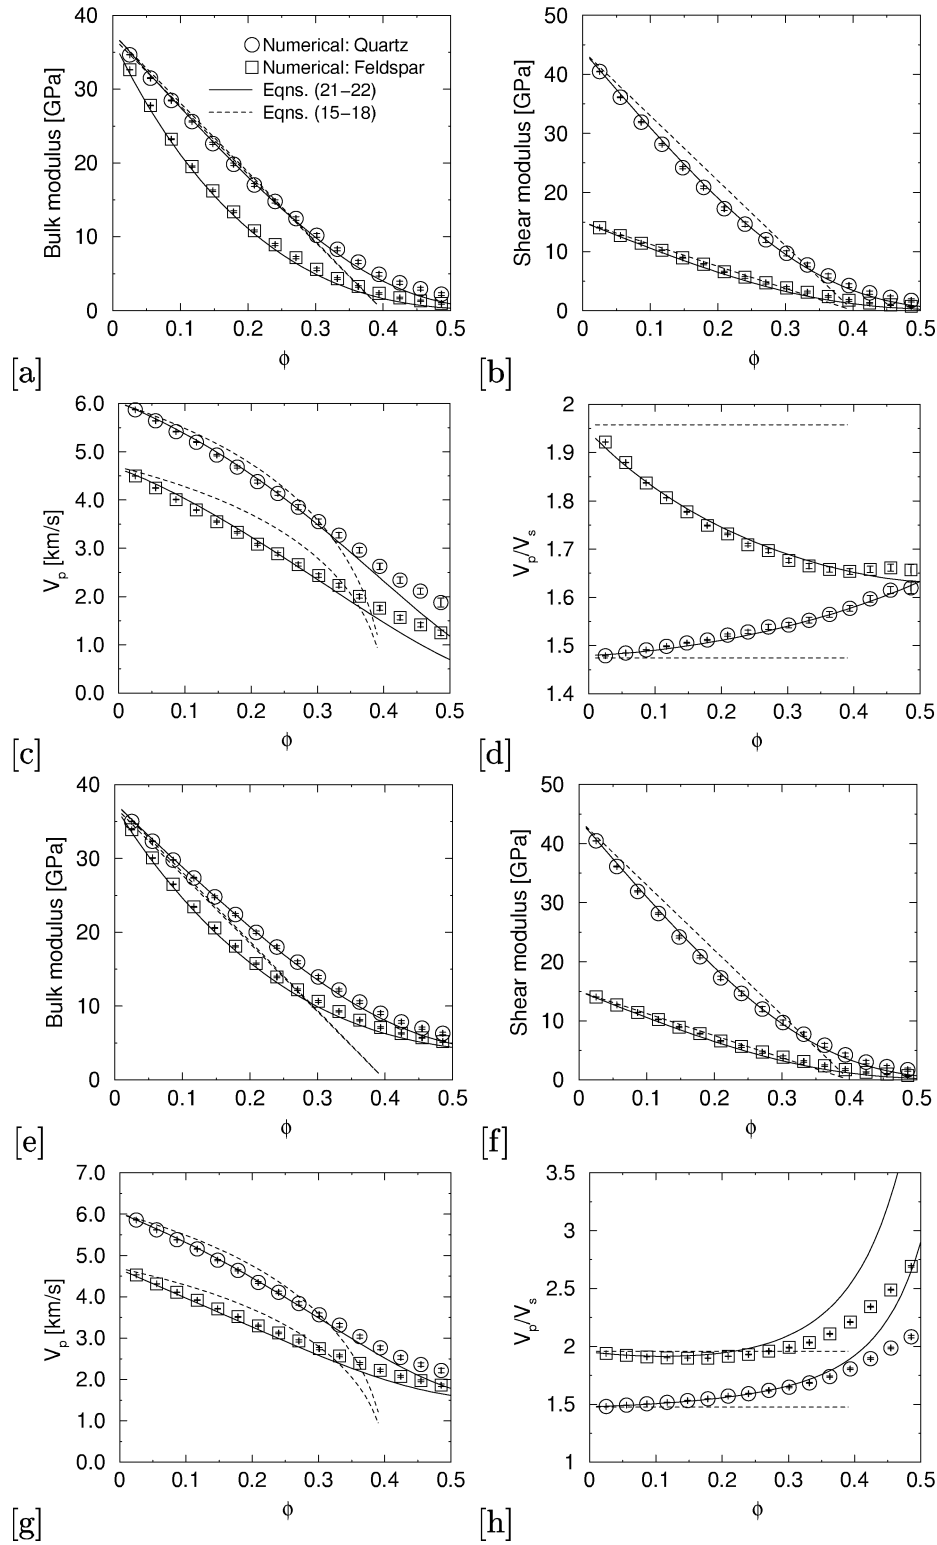 40
30
20
10
0
Bulk modulus [GPa]
Numerical: Quartz
Numerical: Feldspar
Eqns. (21−22)
Eqns. (15−18)
0 0.1 0.2 0.3 0.4 0.5
ϕ
[a]
50
40
30
20
10
0
Shear modulus [GPa]
0 0.1 0.2 0.3 0.4 0.5
ϕ
[b]
6.0
5.0
4.0
3.0
2.0
1.0
0.0
Vp [km/s]
0 0.1 0.2 0.3 0.4 0.5
ϕ
[c]
2
1.9
1.8
1.7
1.6
1.5
1.4
Vp/Vs
0 0.1 0.2 0.3 0.4 0.5
ϕ
[d]
40
30
20
10
0
Bulk modulus [GPa]
0 0.1 0.2 0.3 0.4 0.5
ϕ
[e]
50
40
30
20
10
0
Shear modulus [GPa]
0 0.1 0.2 0.3 0.4 0.5
ϕ
[f]
7.0
6.0
5.0
4.0
3.0
2.0
1.0
0.0
Vp [km/s]
0 0.1 0.2 0.3 0.4 0.5
ϕ
[g]
3.5
3
2.5
2
1.5
1
Vp/Vs
0 0.1 0.2 0.3 0.4 0.5
ϕ
[h]